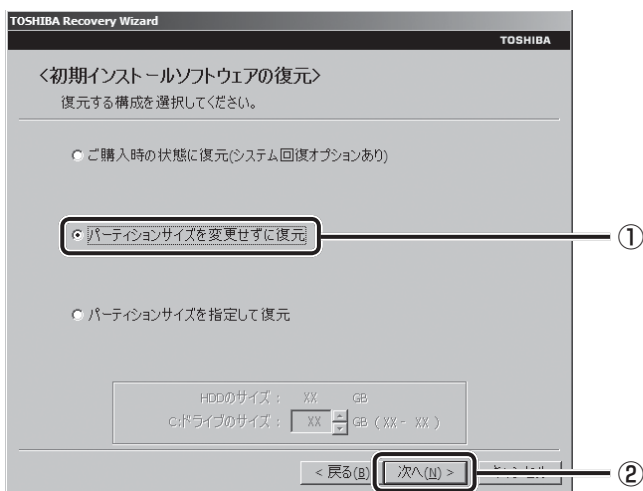 TOSHIBA Recovery Wizard
TOSHIBA
<初期インストールソフトウェアの復元>
復元する構成を選択してください。
ご購入時の状態に復元(システム回復オプションあり)
パーティションサイズを変更せずに復元
①
パーティションサイズを指定して復元
HDDのサイズ： XX GB
C:ドライブのサイズ： XX GB ( XX - XX )
< 戻る(B) 次へ(N) >
②